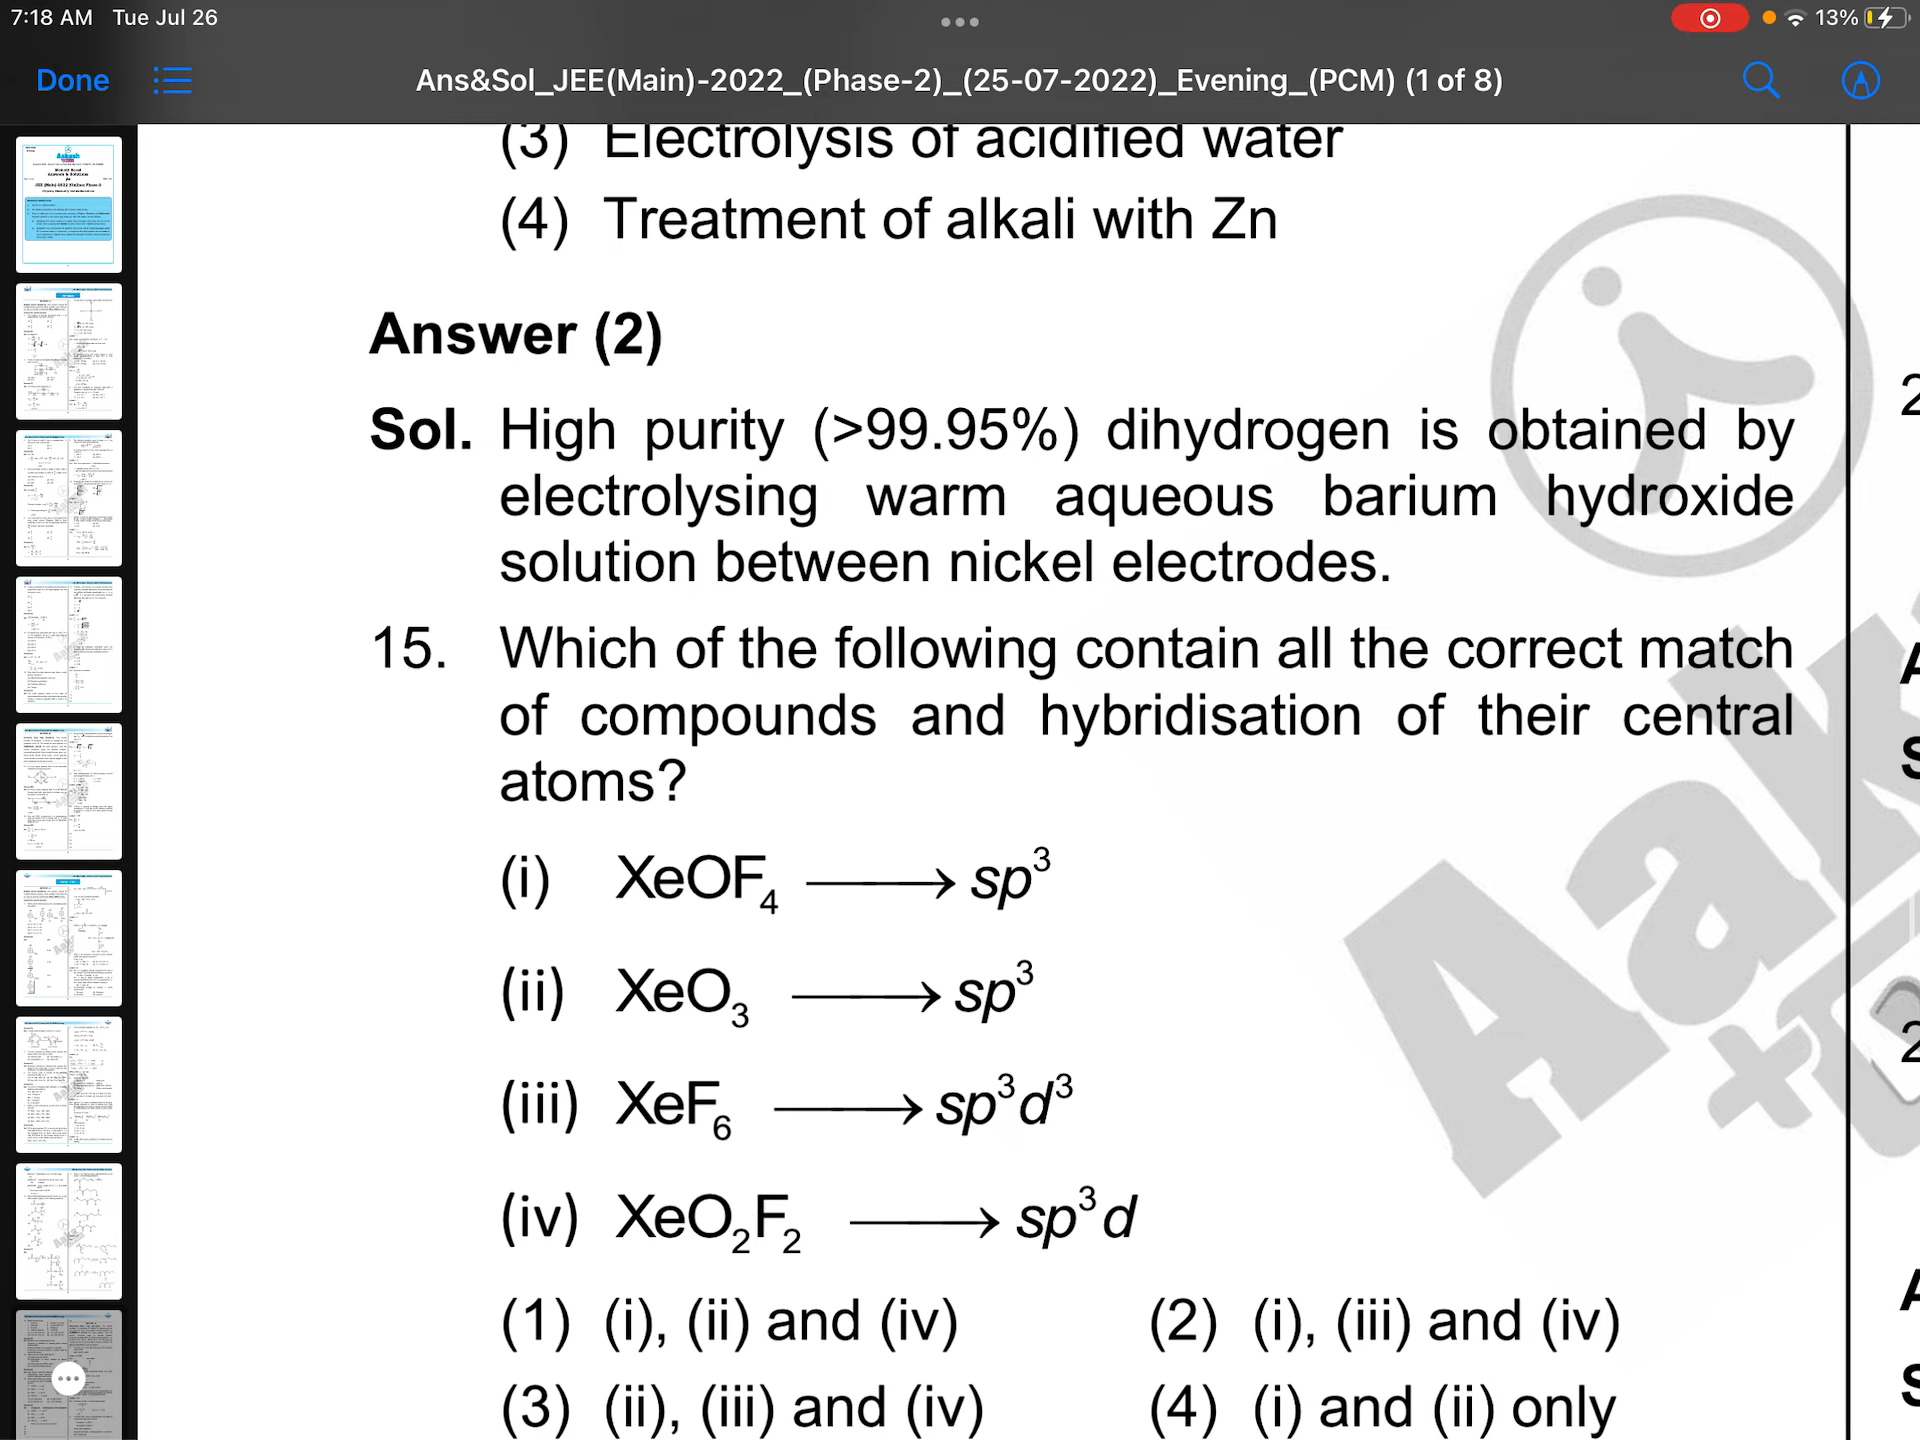 7:18 AM Tue Jul 26
13%
Done
Ans&Sol_JEE(Main)-2022_(Phase-2)_(25-07-2022)_Evening_(PCM) (1 of 8)
(3) Electrolysis of acidified water
(4) Treatment of alkali with Zn
Answer (2)
Sol. High purity (>99.95%) dihydrogen is obtained by
electrolysing warm aqueous barium hydroxide
solution between nickel electrodes.
15. Which of the following contain all the correct match
of compounds and hybridisation of their central
atoms?
(i) XeOF₄ ⟶ sp³
(ii) XeO₃ ⟶ sp³
(iii) XeF₆ ⟶ sp³d³
(iv) XeO₂F₂ ⟶ sp³d
(1) (i), (ii) and (iv) (2) (i), (iii) and (iv)
(3) (ii), (iii) and (iv) (4) (i) and (ii) only